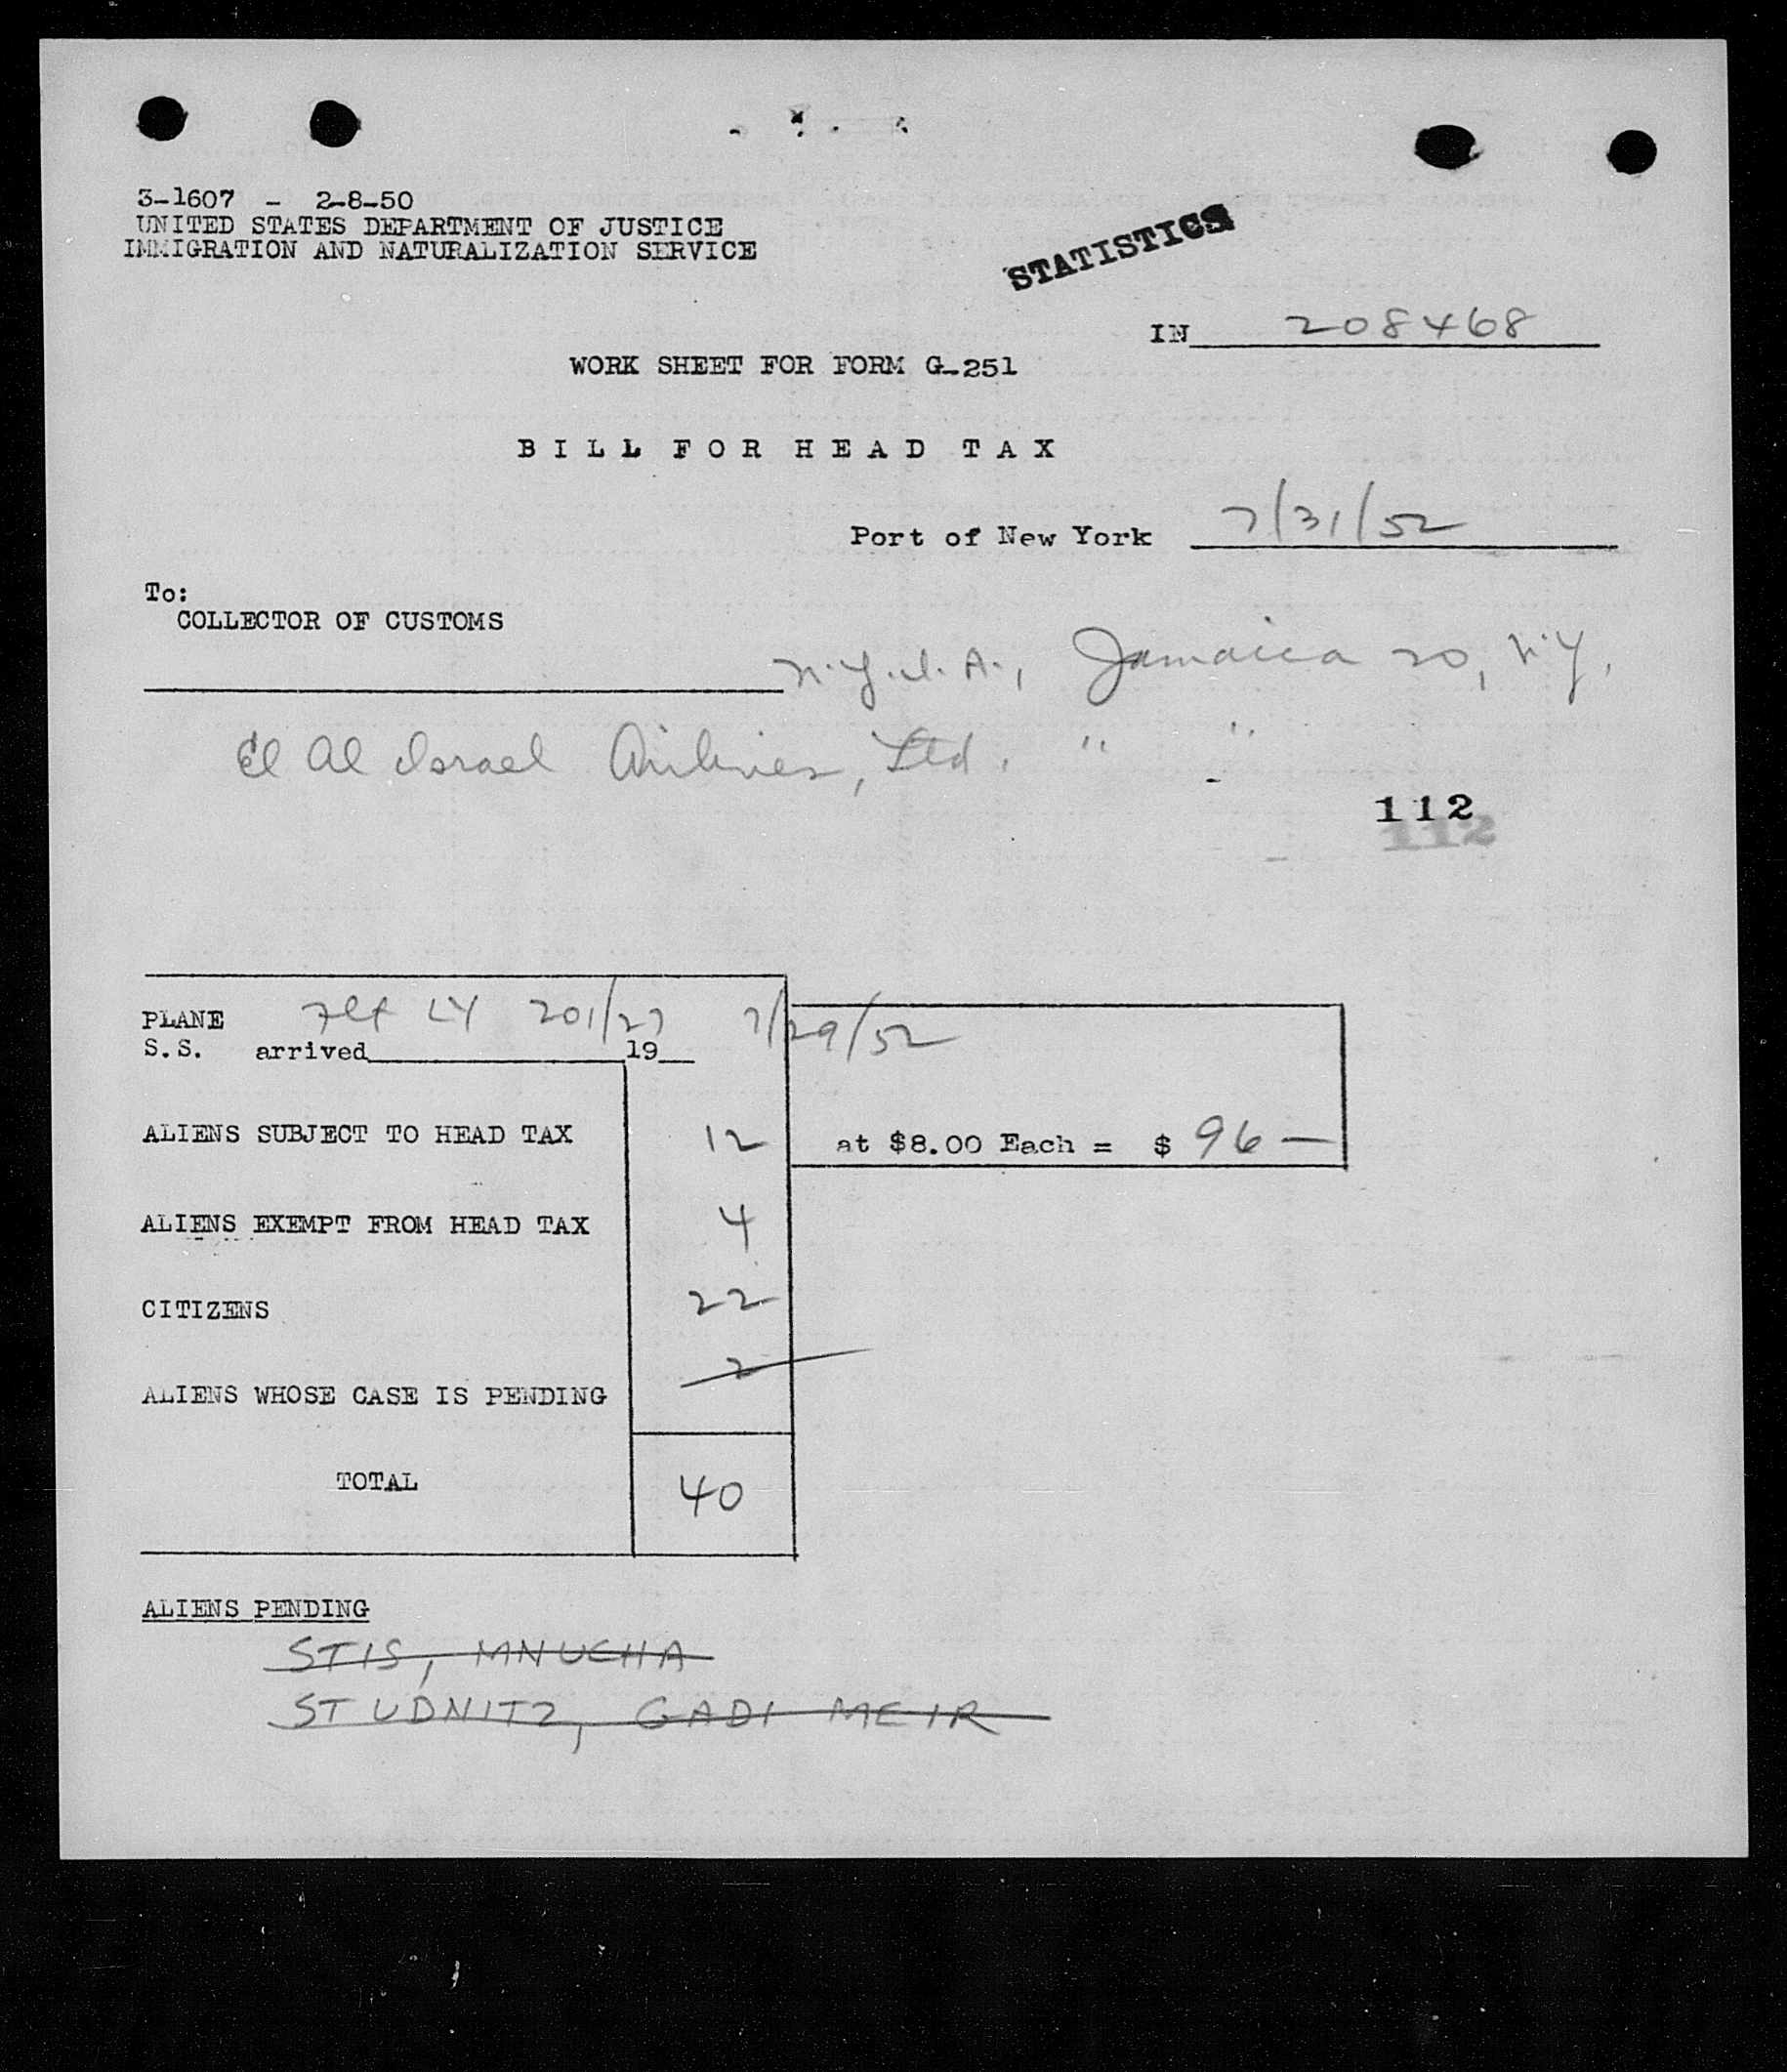 3-1607 - 2-8-50
UNITED STATES DEPARTMENT OF JUSTICE
IMMIGRATION AND NATURALIZATION SERVICE
STATISTICS
IN 208468
WORK SHEET FOR FORM G-251
BILL FOR HEAD TAX
Port of New York 7/31/52
To:
COLLECTOR OF CUSTOMS
N.Y.I.A., Jamaica 20, N.Y.
El Al Israel Airlines, Ltd. " "
112
PLANE Flt LY 201/27 7/29/52
S.S. arrived 19
ALIENS SUBJECT TO HEAD TAX 12 at $8.00 Each = $ 96 —
ALIENS EXEMPT FROM HEAD TAX 4
CITIZENS 22
ALIENS WHOSE CASE IS PENDING 2
TOTAL 40
ALIENS PENDING
STIS, MNUCHA
STUDNITZ, GADI MEIR